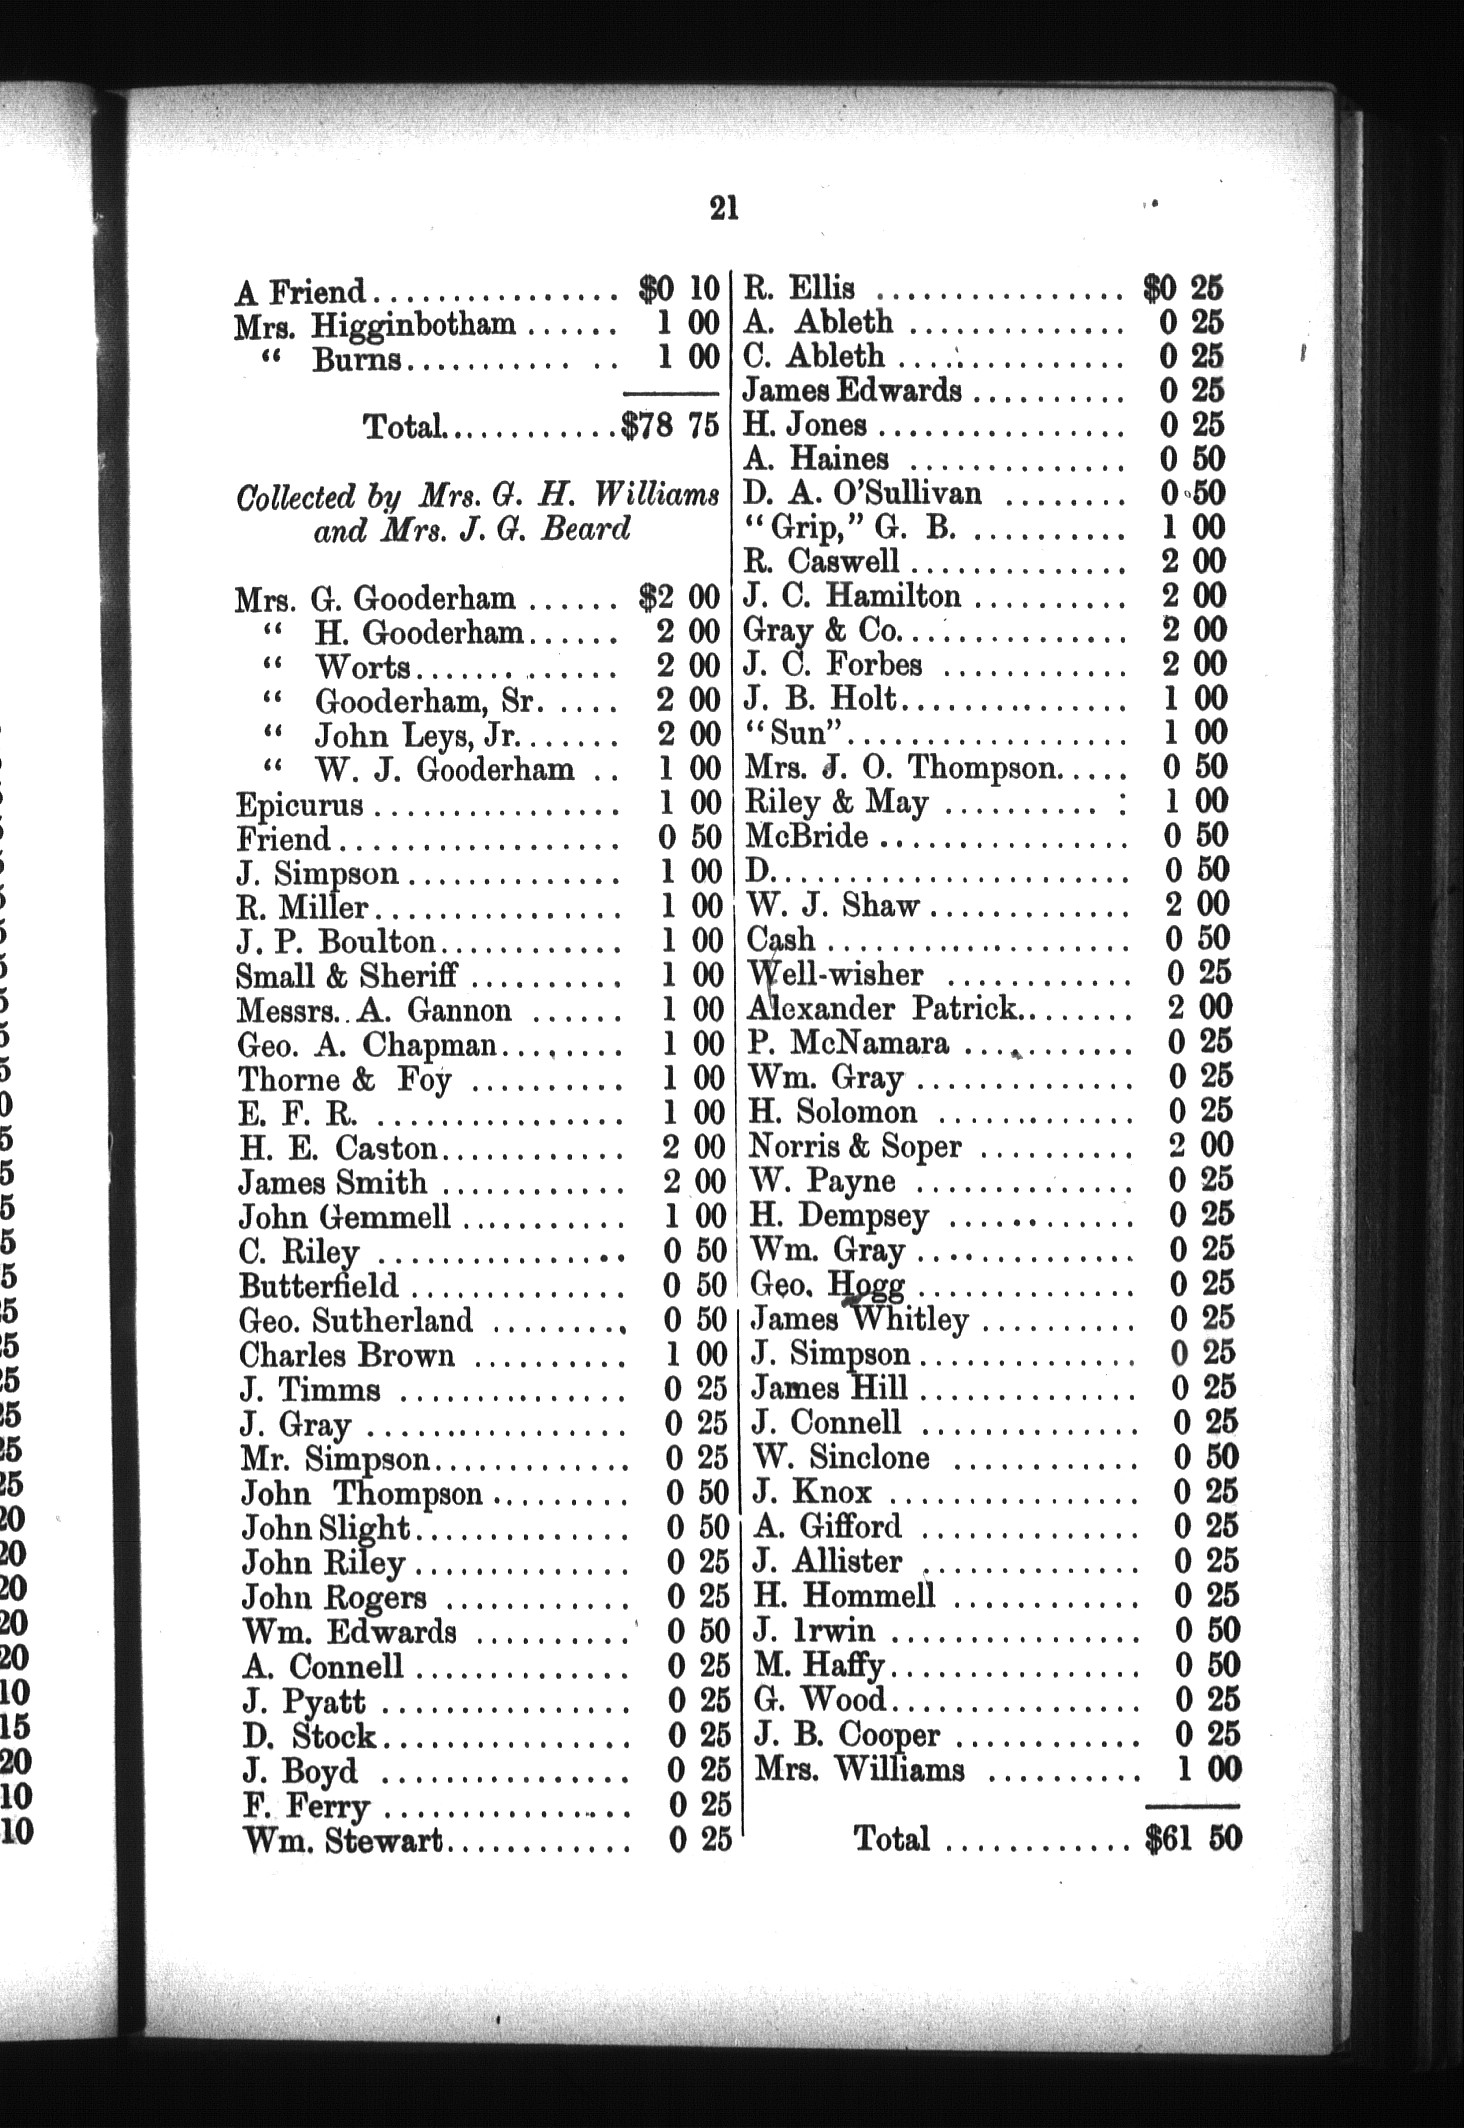 21
A Friend................ $0 10
Mrs. Higginbotham ...... 1 00
“ Burns........... .. 1 00
Total............$78 75
Collected by Mrs. G. H. Williams
and Mrs. J. G. Beard
Mrs. G. Gooderham ...... $2 00
“ H. Gooderham...... 2 00
“ Worts............. 2 00
“ Gooderham, Sr. .... 2 00
“ John Leys, Jr....... 2 00
“ W. J. Gooderham .. 1 00
Epicurus ................ 1 00
Friend.................. 0 50
J. Simpson.............. 1 00
R. Miller................ 1 00
J. P. Boulton............ 1 00
Small & Sheriff .......... 1 00
Messrs. A. Gannon ...... 1 00
Geo. A. Chapman........ 1 00
Thorne & Foy .......... 1 00
E. F. R. ................ 1 00
H. E. Caston............ 2 00
James Smith ............ 2 00
John Gemmell ........... 1 00
C. Riley ................ 0 50
Butterfield .............. 0 50
Geo. Sutherland ......... 0 50
Charles Brown .......... 1 00
J. Timms ............... 0 25
J. Gray ................. 0 25
Mr. Simpson............. 0 25
John Thompson ......... 0 50
John Slight.............. 0 50
John Riley .............. 0 25
John Rogers ............ 0 25
Wm. Edwards .......... 0 50
A. Connell .............. 0 25
J. Pyatt ................ 0 25
D. Stock................ 0 25
J. Boyd ................ 0 25
F. Ferry ................ 0 25
Wm. Stewart............ 0 25
R. Ellis ................ $0 25
A. Ableth .............. 0 25
C. Ableth ............... 0 25
James Edwards .......... 0 25
H. Jones ................ 0 25
A. Haines .............. 0 50
D. A. O’Sullivan ........ 0 50
“Grip,” G. B. .......... 1 00
R. Caswell .............. 2 00
J. C. Hamilton .......... 2 00
Gray & Co............... 2 00
J. C. Forbes ............ 2 00
J. B. Holt............... 1 00
“Sun”.................. 1 00
Mrs. J. O. Thompson..... 0 50
Riley & May .......... : 1 00
McBride ................ 0 50
D....................... 0 50
W. J. Shaw............. 2 00
Cash .................... 0 50
Well-wisher ............ 0 25
Alexander Patrick........ 2 00
P. McNamara ........... 0 25
Wm. Gray .............. 0 25
H. Solomon ............. 0 25
Norris & Soper .......... 2 00
W. Payne .............. 0 25
H. Dempsey ............ 0 25
Wm. Gray .............. 0 25
Geo. Hogg .............. 0 25
James Whitley .......... 0 25
J. Simpson .............. 0 25
James Hill .............. 0 25
J. Connell .............. 0 25
W. Sinclone ............ 0 50
J. Knox ................ 0 25
A. Gifford .............. 0 25
J. Allister .............. 0 25
H. Hommell ............ 0 25
J. Irwin ................ 0 50
M. Haffy................ 0 50
G. Wood................ 0 25
J. B. Cooper ............ 0 25
Mrs. Williams .......... 1 00
Total ............ $61 50